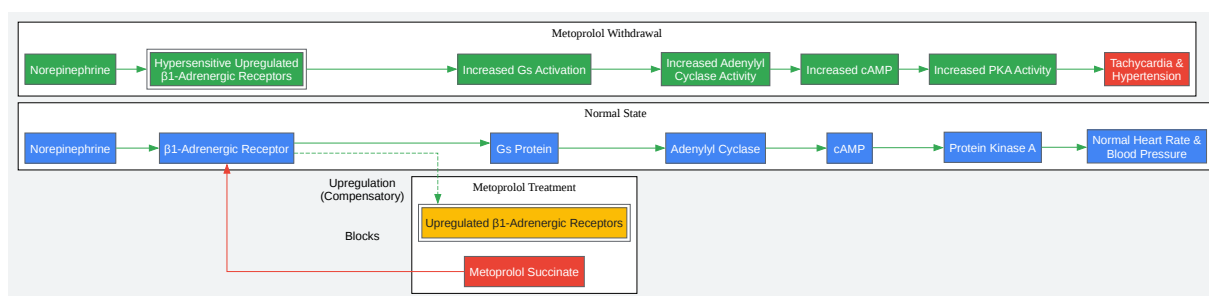 Metoprolol Withdrawal
Norepinephrine
Hypersensitive Upregulated
β1-Adrenergic Receptors
Increased Gs Activation
Increased Adenylyl
Cyclase Activity
Increased cAMP
Increased PKA Activity
Tachycardia &
Hypertension
Normal State
Norepinephrine
β1-Adrenergic Receptor
Gs Protein
Adenylyl Cyclase
cAMP
Protein Kinase A
Normal Heart Rate &
Blood Pressure
Upregulation
(Compensatory)
Metoprolol Treatment
Upregulated β1-Adrenergic Receptors
Blocks
Metoprolol Succinate